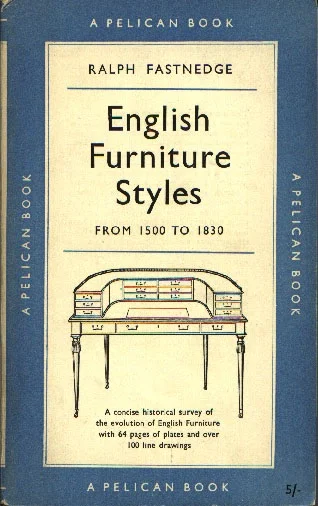 A PELICAN BOOK
RALPH FASTNEDGE
English
Furniture
Styles
FROM 1500 TO 1830
A PELICAN BOOK
A PELICAN BOOK
A concise historical survey of
the evolution of English Furniture
with 64 pages of plates and over
100 line drawings
A PELICAN BOOK
5/-